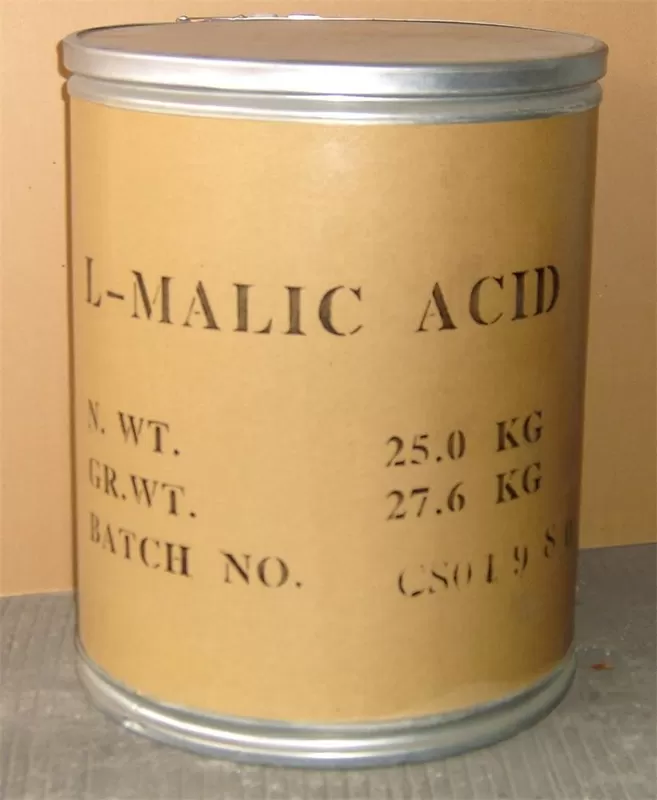 L-MALIC ACID
N. WT. 25.0 KG
GR.WT. 27.6 KG
BATCH NO.